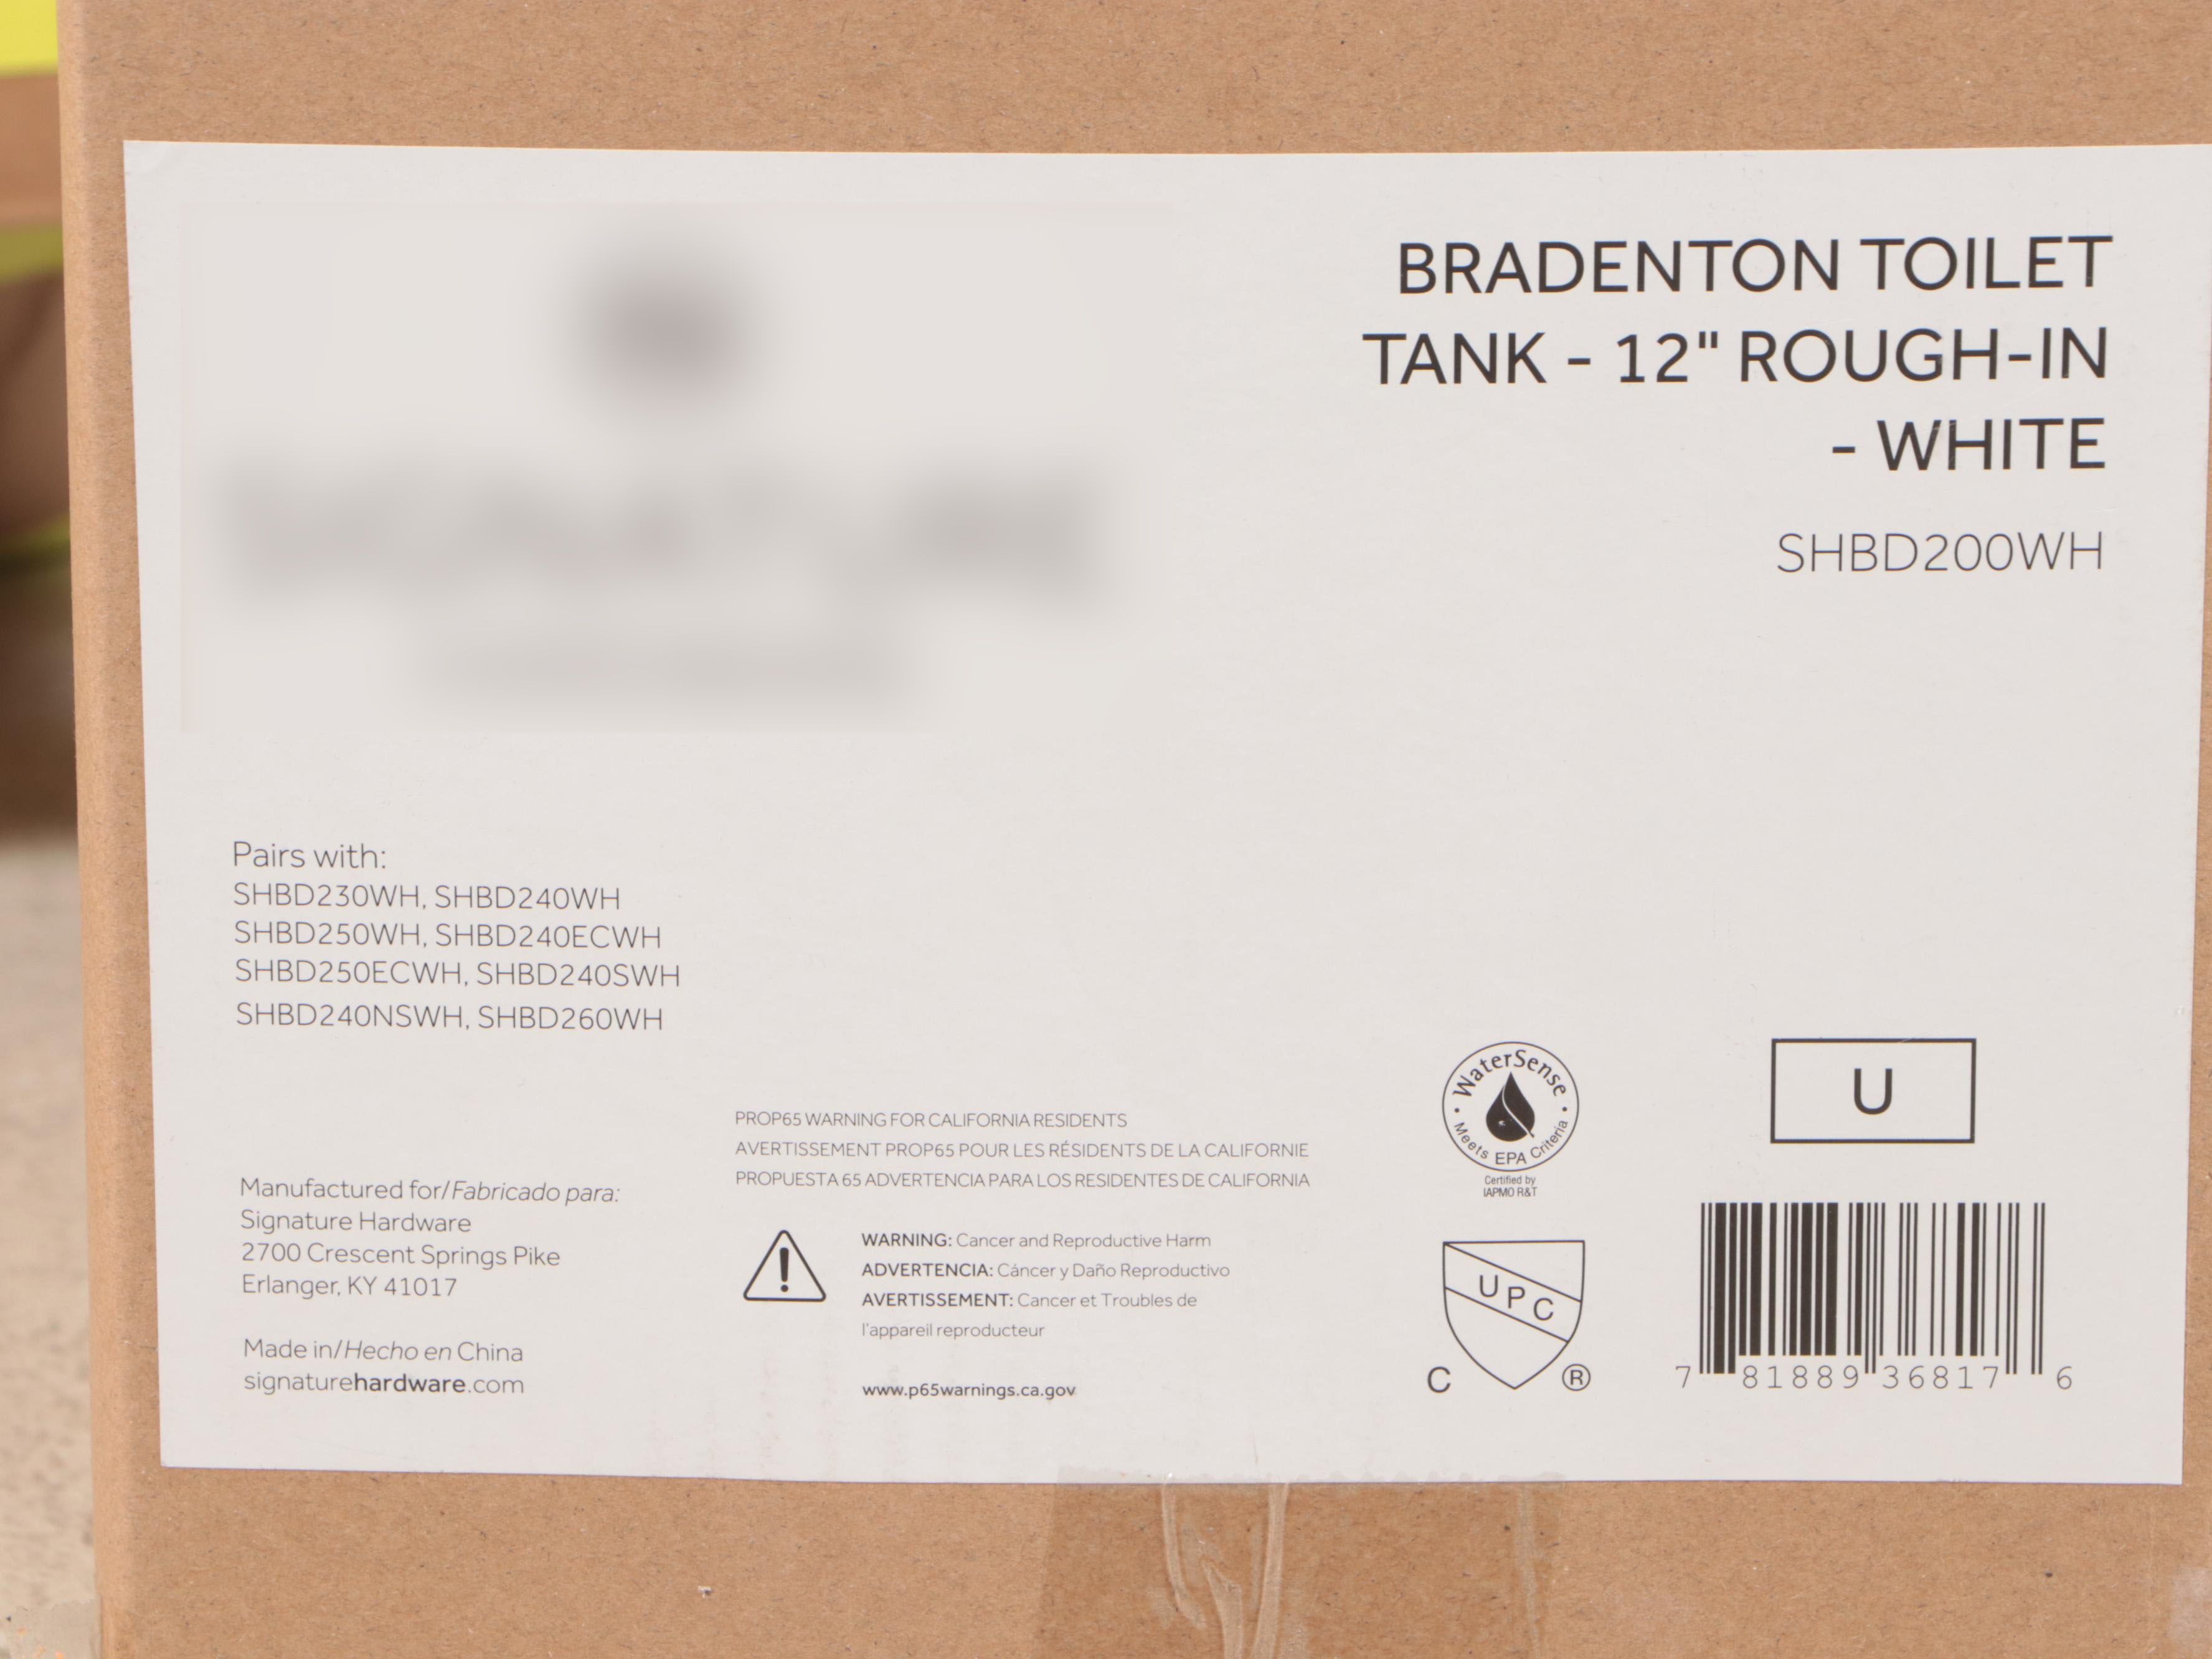 BRADENTON TOILET
TANK - 12" ROUGH-IN
- WHITE
SHBD200WH
Pairs with:
SHBD230WH, SHBD240WH
SHBD250WH, SHBD240ECWH
SHBD250ECWH, SHBD240SWH
SHBD240NSWH, SHBD260WH
Manufactured for/Fabricado para:
Signature Hardware
2700 Crescent Springs Pike
Erlanger, KY 41017
Made in/Hecho en China
signaturehardware.com
PROP65 WARNING FOR CALIFORNIA RESIDENTS
AVERTISSEMENT PROP65 POUR LES RÉSIDENTS DE LA CALIFORNIE
PROPUESTA 65 ADVERTENCIA PARA LOS RESIDENTES DE CALIFORNIA
WARNING: Cancer and Reproductive Harm
ADVERTENCIA: Cáncer y Daño Reproductivo
AVERTISSEMENT: Cancer et Troubles de
l'appareil reproducteur
www.p65warnings.ca.gov
WaterSense
Meets EPA Criteria
Certified by
IAPMO R&T
UPC
C ®
U
7 81889 36817 6